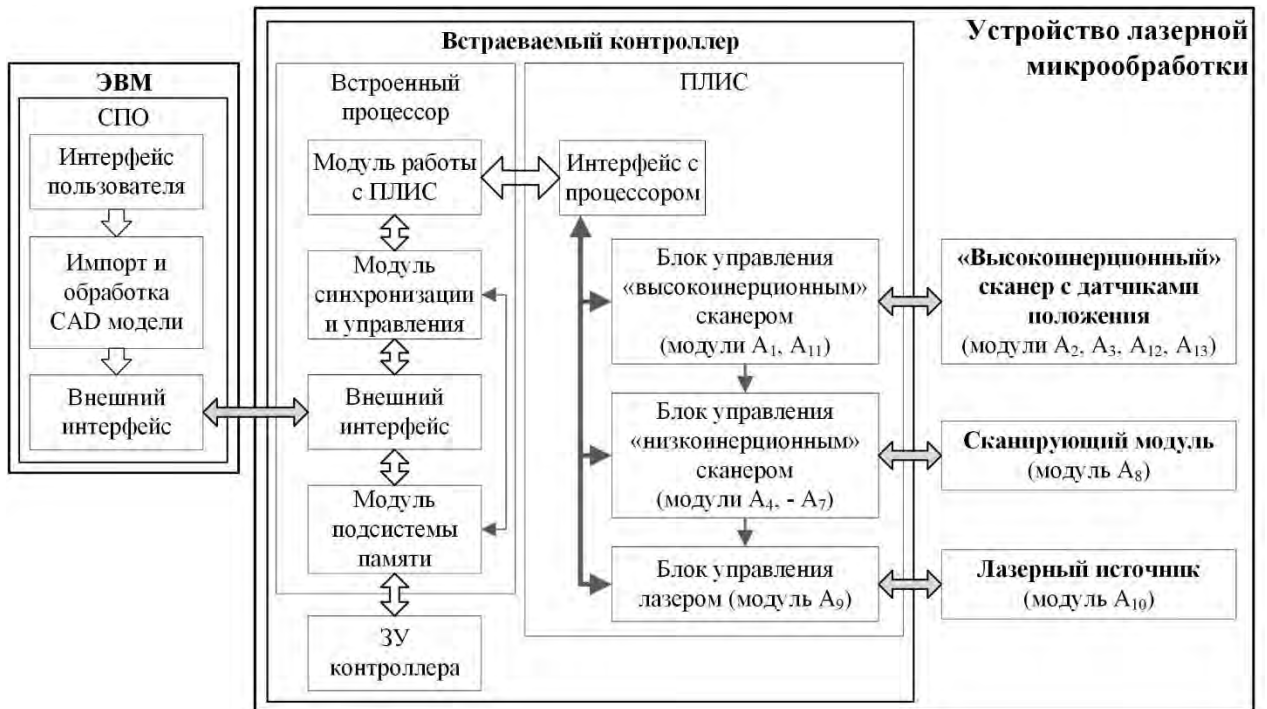 Устройство лазерной
микрообработки
Встраеваемый контроллер
ЭВМ
СПО
Интерфейс
пользователя
Импорт и
обработка
CAD модели
Внешний
интерфейс
Встроенный
процессор
Модуль работы
с ПЛИС
Модуль
синхронизации
и управления
Внешний
интерфейс
Модуль
подсистемы
памяти
ЗУ
контроллера
ПЛИС
Интерфейс с
процессором
Блок управления
«высокоинерционным»
сканером
(модули A₁, A₁₁)
Блок управления
«низкоинерционным»
сканером
(модули A₄, - A₇)
Блок управления
лазером (модуль A₉)
«Высокоинерционный»
сканер с датчиками
положения
(модули A₂, A₃, A₁₂, A₁₃)
Сканирующий модуль
(модуль A₈)
Лазерный источник
(модуль A₁₀)